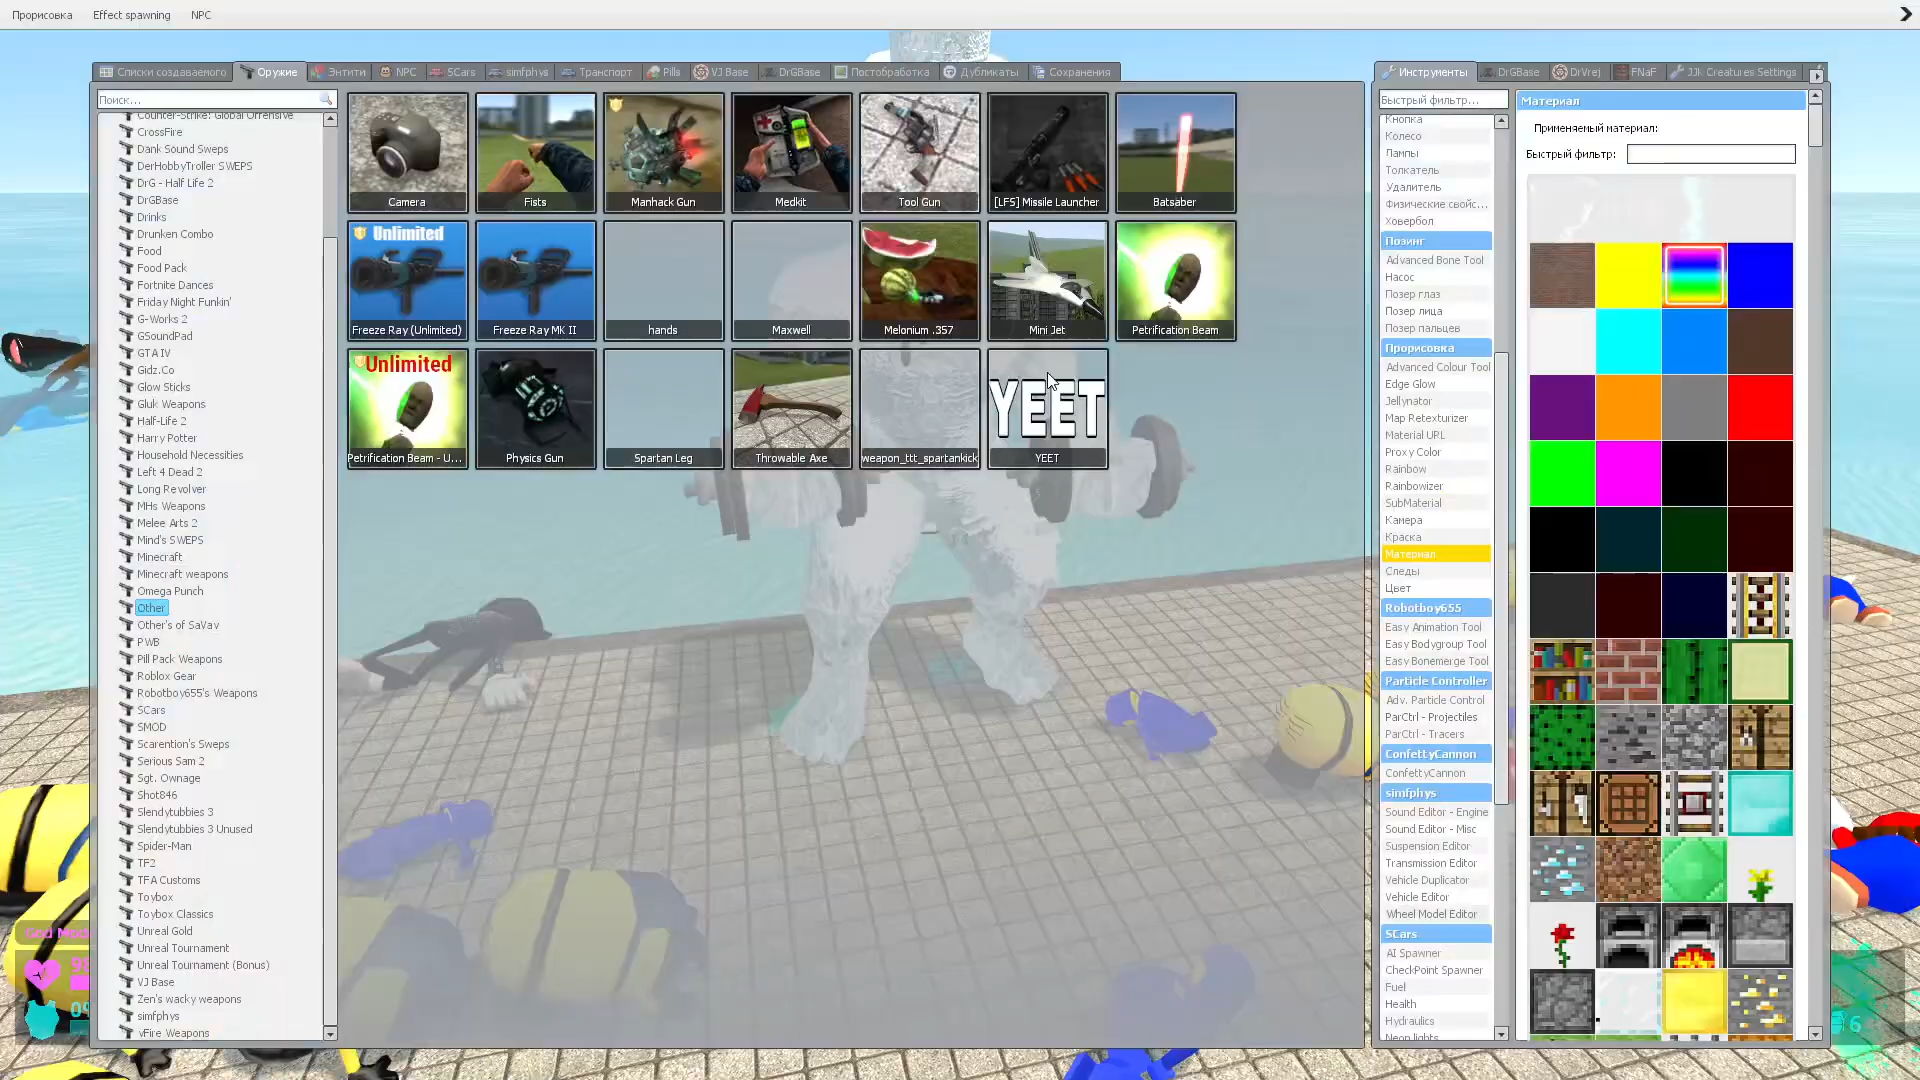 Прорисовка Effect spawning NPC
Списки создаваемого Оружие Энтити NPC SCars simfphys Транспорт Pills VJ Base DrGBase Постобработка Дубликаты Сохранения
Поиск...
Counter-Strike: Global Offensive
CrossFire
Dank Sound Sweps
DerHobbyTroller SWEPS
DrG - Half Life 2
DrGBase
Drinks
Drunken Combo
Food
Food Pack
Fortnite Dances
Friday Night Funkin'
G-Works 2
GSoundPad
GTA IV
Gidz.Co
Glow Sticks
Gluk Weapons
Half-Life 2
Harry Potter
Household Necessities
Left 4 Dead 2
Long Revolver
MHs Weapons
Melee Arts 2
Mind's SWEPS
Minecraft
Minecraft weapons
Omega Punch
Other
Other's of SaVav
PWB
Pill Pack Weapons
Roblox Gear
Robotboy655's Weapons
SCars
SMOD
Scarention's Sweps
Serious Sam 2
Sgt. Ownage
Shot846
Slendytubbies 3
Slendytubbies 3 Unused
Spider-Man
TF2
TFA Customs
Toybox
Toybox Classics
Unreal Gold
Unreal Tournament
Unreal Tournament (Bonus)
VJ Base
Zen's wacky weapons
simfphys
vFire Weapons
Camera Fists Manhack Gun Medkit Tool Gun [LFS] Missile Launcher Batsaber
Unlimited
Freeze Ray (Unlimited) Freeze Ray MK II hands Maxwell Melonium .357 Mini Jet Petrification Beam
Unlimited YEET
Petrification Beam - U... Physics Gun Spartan Leg Throwable Axe weapon_ttt_spartankick YEET
Инструменты DrGBase DrVrej FNaF JJK Creatures Settings
Быстрый фильтр...
Кнопка
Колесо
Лампы
Толкатель
Удалитель
Физические свойс...
Ховербол
Позинг
Advanced Bone Tool
Насос
Позер глаз
Позер лица
Позер пальцев
Прорисовка
Advanced Colour Tool
Edge Glow
Jellynator
Map Retexturizer
Material URL
Proxy Color
Rainbow
Rainbowizer
SubMaterial
Камера
Краска
Материал
Следы
Цвет
Robotboy655
Easy Animation Tool
Easy Bodygroup Tool
Easy Bonemerge Tool
Particle Controller
Adv. Particle Control
ParCtrl - Projectiles
ParCtrl - Tracers
ConfettyCannon
ConfettyCannon
simfphys
Sound Editor - Engine
Sound Editor - Misc
Suspension Editor
Transmission Editor
Vehicle Duplicator
Vehicle Editor
Wheel Model Editor
SCars
AI Spawner
CheckPoint Spawner
Fuel
Health
Hydraulics
Neon lights
Материал
Применяемый материал:
Быстрый фильтр: